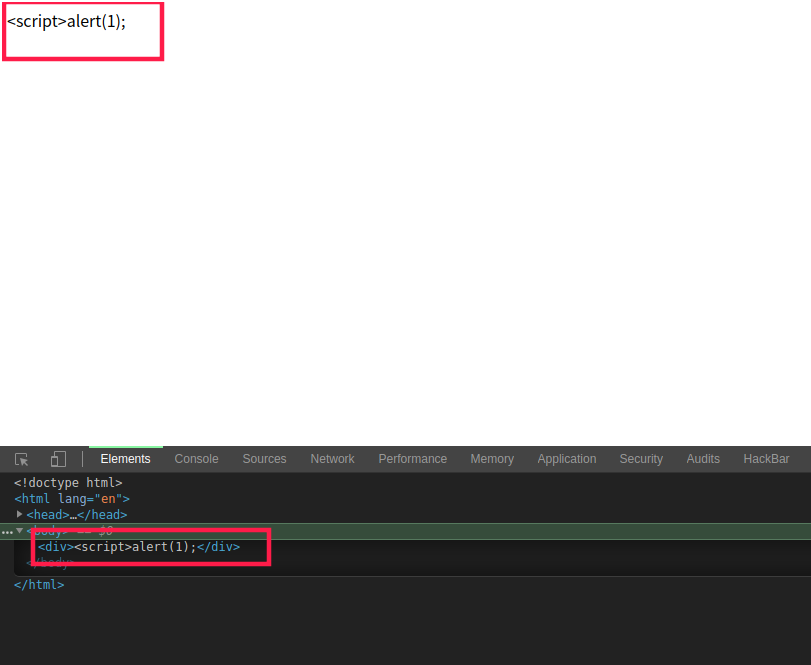 <script>alert(1);
Elements Console Sources Network Performance Memory Application Security Audits HackBar
<!doctype html>
<html lang="en">
<head>…</head>
<body> == $0
<div><script>alert(1);</div>
</body>
</html>